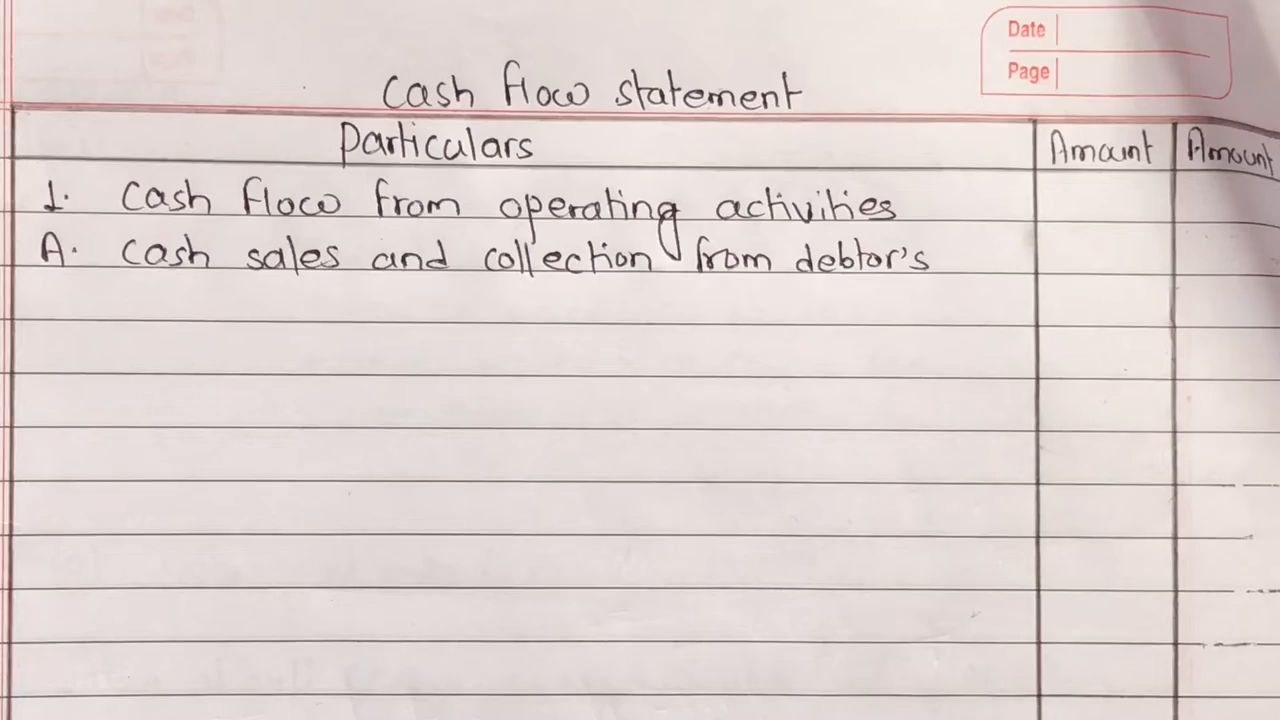 Date
Page
Cash flow statement
Particulars Amount Amount
1. Cash flow from operating activities
A. Cash sales and collection from debtor's